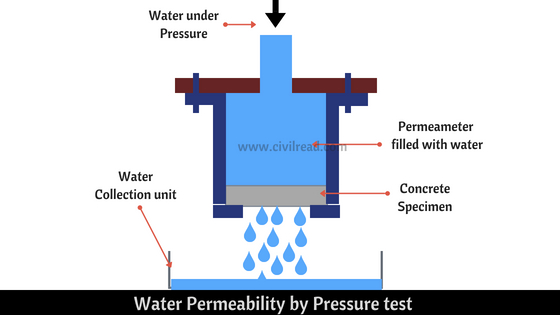 Water under
Pressure
Permeameter
filled with water
www.civilread.com
Water
Collection unit
Concrete
Specimen
Water Permeability by Pressure test